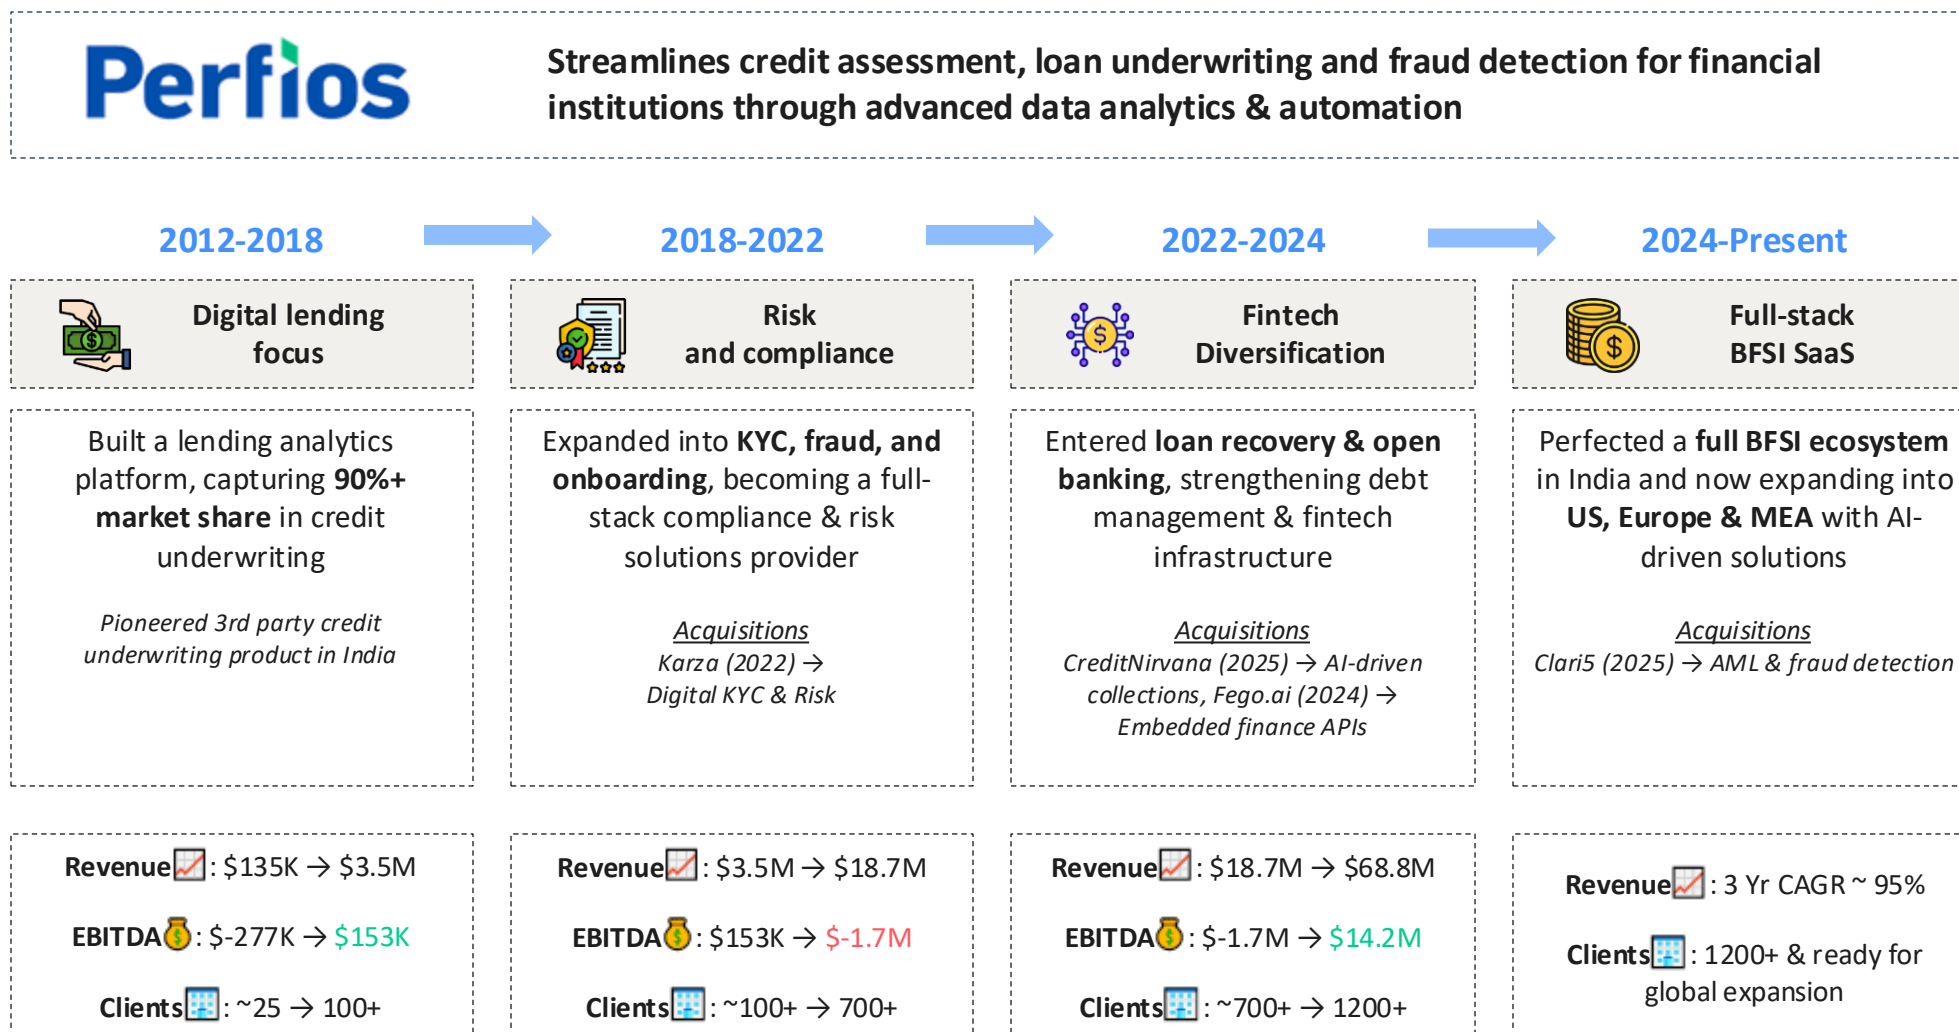 Perfios
Streamlines credit assessment, loan underwriting and fraud detection for financial
institutions through advanced data analytics & automation
2012-2018
2018-2022
2022-2024
2024-Present
Digital lending
focus
Risk
and compliance
Fintech
Diversification
Full-stack
BFSI SaaS
Built a lending analytics
platform, capturing 90%+
market share in credit
underwriting
Pioneered 3rd party credit
underwriting product in India
Expanded into KYC, fraud, and
onboarding, becoming a full-
stack compliance & risk
solutions provider
Acquisitions
Karza (2022) →
Digital KYC & Risk
Entered loan recovery & open
banking, strengthening debt
management & fintech
infrastructure
Acquisitions
CreditNirvana (2025) → AI-driven
collections, Fego.ai (2024) →
Embedded finance APIs
Perfected a full BFSI ecosystem
in India and now expanding into
US, Europe & MEA with AI-
driven solutions
Acquisitions
Clari5 (2025) → AML & fraud detection
Revenue📈: $135K → $3.5M
EBITDA💰: $-277K → $153K
Clients🏢: ~25 → 100+
Revenue📈: $3.5M → $18.7M
EBITDA💰: $153K → $-1.7M
Clients🏢: ~100+ → 700+
Revenue📈: $18.7M → $68.8M
EBITDA💰: $-1.7M → $14.2M
Clients🏢: ~700+ → 1200+
Revenue📈: 3 Yr CAGR ~ 95%
Clients🏢: 1200+ & ready for
global expansion